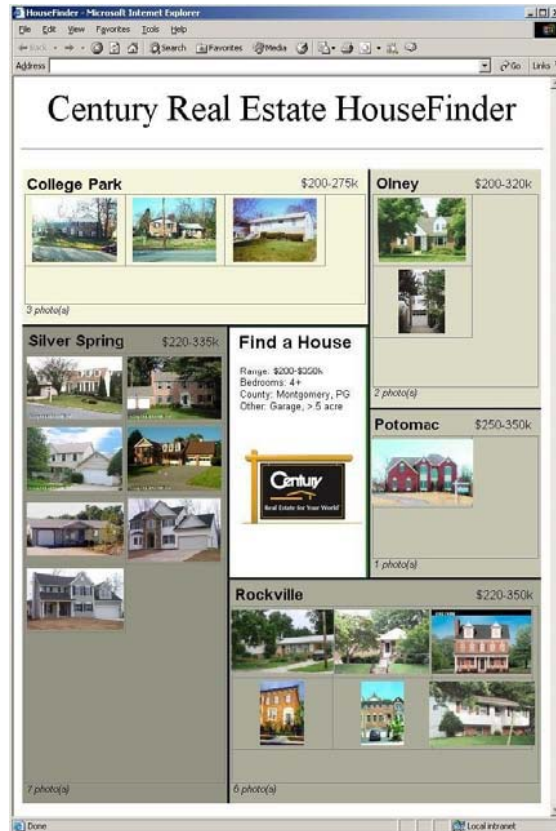 HouseFinder - Microsoft Internet Explorer
File Edit View Favorites Tools Help
Back Search Favorites Media
Address Go Links
Century Real Estate HouseFinder
College Park $200-275k
3 photo(s)
Olney $200-320k
2 photo(s)
Silver Spring $220-335k
7 photo(s)
Find a House
Range: $200-$350k
Bedrooms: 4+
County: Montgomery, PG
Other: Garage, >.5 acre
Century
Real Estate for Your World
Potomac $250-350k
1 photo(s)
Rockville $220-350k
6 photo(s)
Done Local intranet